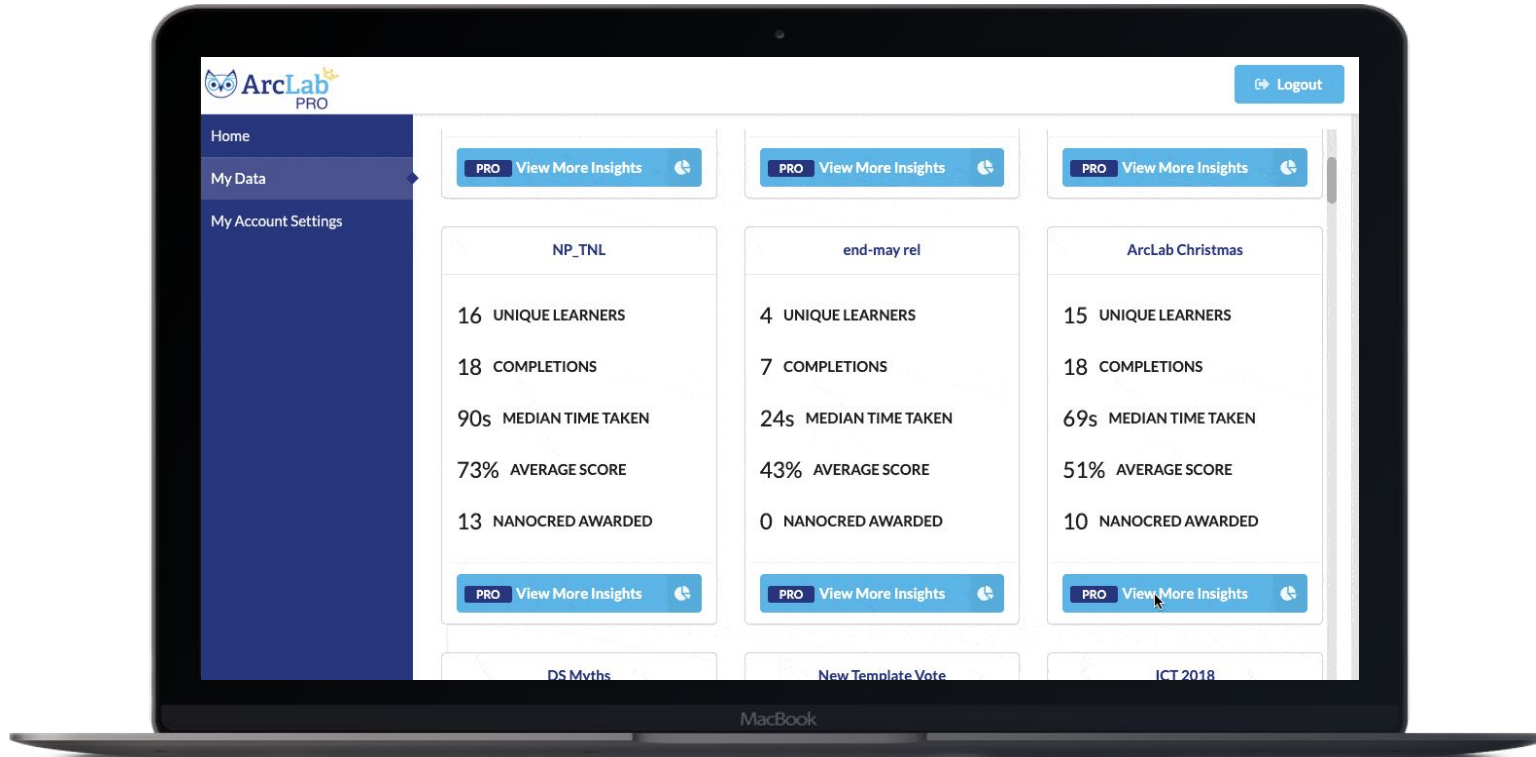 ArcLab
PRO
Logout
Home
My Data
My Account Settings
PRO View More Insights
PRO View More Insights
PRO View More Insights
NP_TNL
16 UNIQUE LEARNERS
18 COMPLETIONS
90s MEDIAN TIME TAKEN
73% AVERAGE SCORE
13 NANOCRED AWARDED
PRO View More Insights
end-may rel
4 UNIQUE LEARNERS
7 COMPLETIONS
24s MEDIAN TIME TAKEN
43% AVERAGE SCORE
0 NANOCRED AWARDED
PRO View More Insights
ArcLab Christmas
15 UNIQUE LEARNERS
18 COMPLETIONS
69s MEDIAN TIME TAKEN
51% AVERAGE SCORE
10 NANOCRED AWARDED
PRO View More Insights
DS Myths
New Template Vote
ICT 2018
MacBook